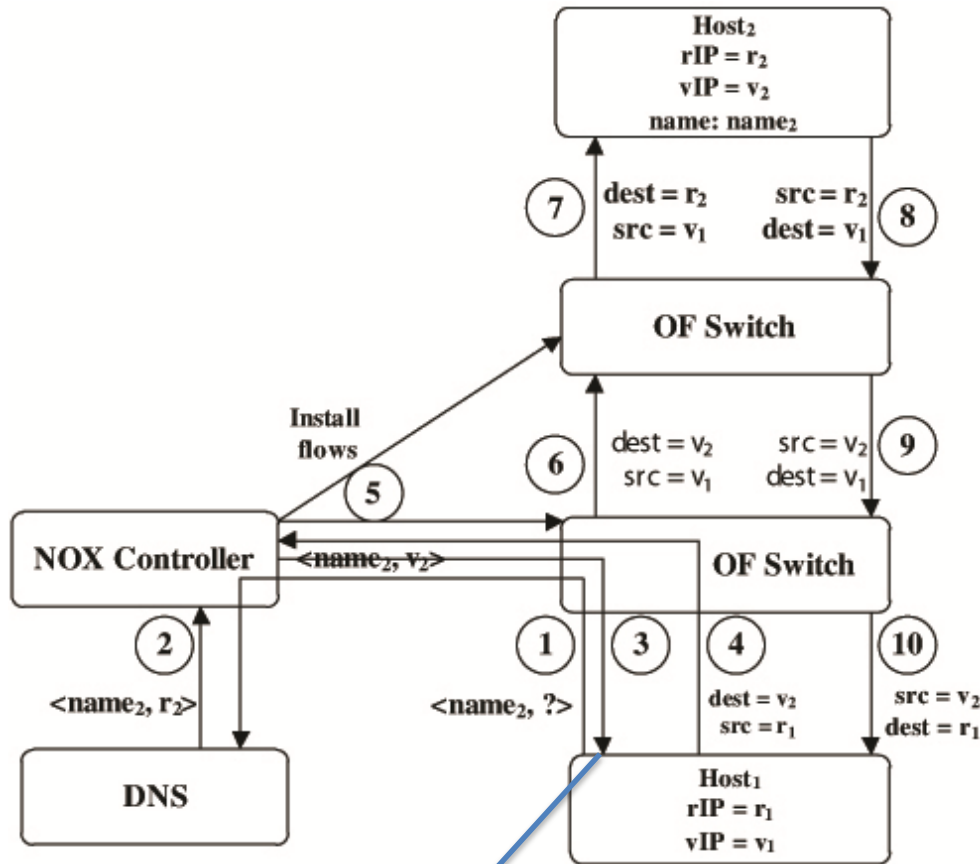 Host₂
rIP = r₂
vIP = v₂
name: name₂
7
dest = r₂
src = v₁
src = r₂
dest = v₁
8
OF Switch
Install
flows
5
6
dest = v₂
src = v₁
src = v₂
dest = v₁
9
NOX Controller
<name₂, v₂>
OF Switch
2
1
3
4
10
<name₂, r₂>
<name₂, ?>
dest = v₂
src = r₁
src = v₂
dest = r₁
DNS
Host₁
rIP = r₁
vIP = v₁